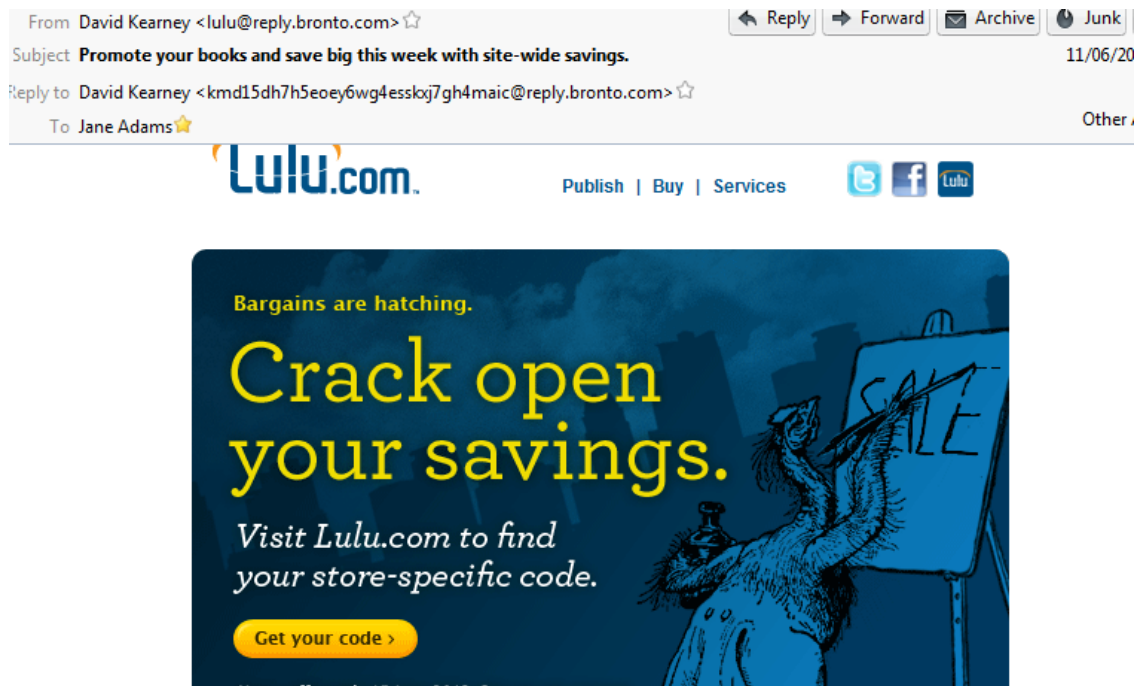 From David Kearney <lulu@reply.bronto.com>
Reply Forward Archive Junk
Subject Promote your books and save big this week with site-wide savings.
11/06/20
Reply to David Kearney <kmd15dh7h5eoey6wg4esskxj7gh4maic@reply.bronto.com>
To Jane Adams
Other
Lulu.com
Publish | Buy | Services
Lulu
Bargains are hatching.
Crack open
your savings.
SALE
Visit Lulu.com to find
your store-specific code.
Get your code ›